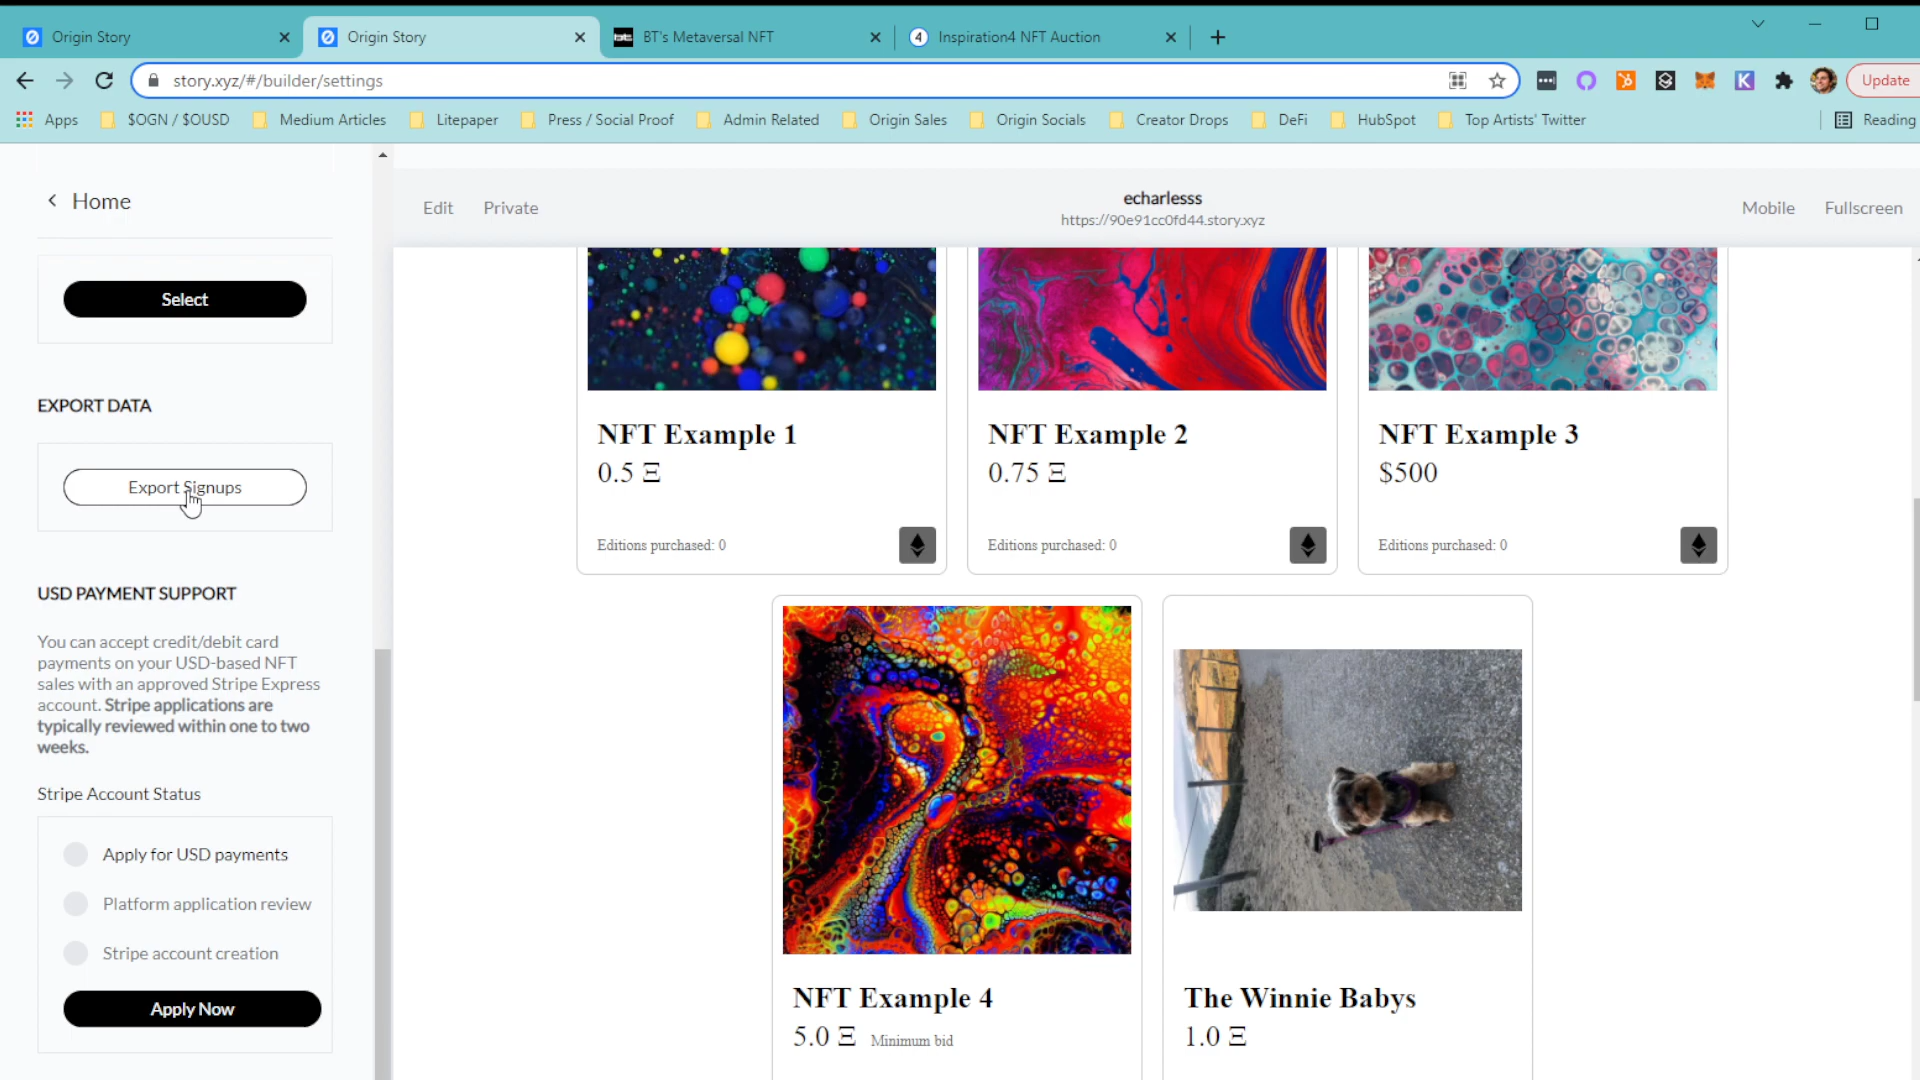 Origin Story
Origin Story
BT's Metaversal NFT
4 Inspiration4 NFT Auction
story.xyz/#/builder/settings
Update
Apps
$OGN / $OUSD
Medium Articles
Litepaper
Press / Social Proof
Admin Related
Origin Sales
Origin Socials
Creator Drops
DeFi
HubSpot
Top Artists' Twitter
Reading
Home
Select
EXPORT DATA
Export Signups
USD PAYMENT SUPPORT
You can accept credit/debit card
payments on your USD-based NFT
sales with an approved Stripe Express
account. Stripe applications are
typically reviewed within one to two
weeks.
Stripe Account Status
Apply for USD payments
Platform application review
Stripe account creation
Apply Now
Edit
Private
echarlesss
https://90e91cc0fd44.story.xyz
Mobile
Fullscreen
NFT Example 1
0.5 Ξ
Editions purchased: 0
NFT Example 2
0.75 Ξ
Editions purchased: 0
NFT Example 3
$500
Editions purchased: 0
NFT Example 4
5.0 Ξ Minimum bid
The Winnie Babys
1.0 Ξ